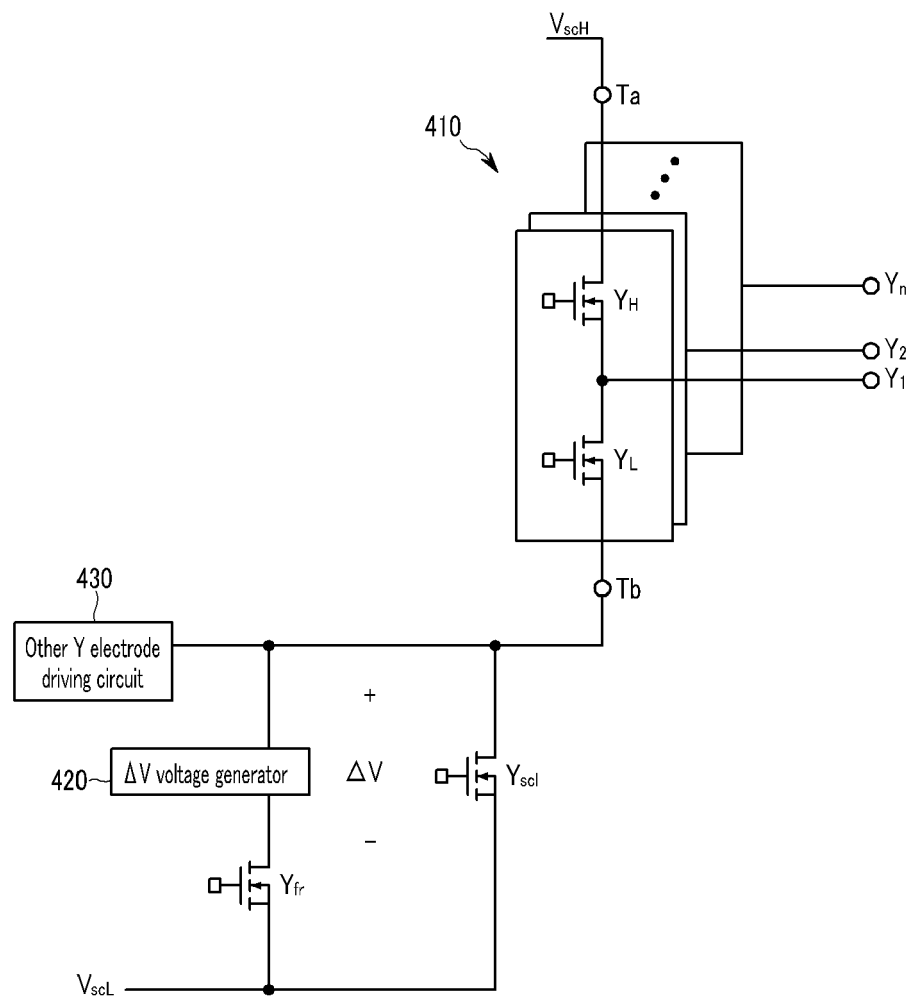 VscH
Ta
410
YH
Yn
Y2
Y1
YL
Tb
430
Other Y electrode
driving circuit
+
420
ΔV voltage generator
ΔV
Yscl
−
Yfr
VscL